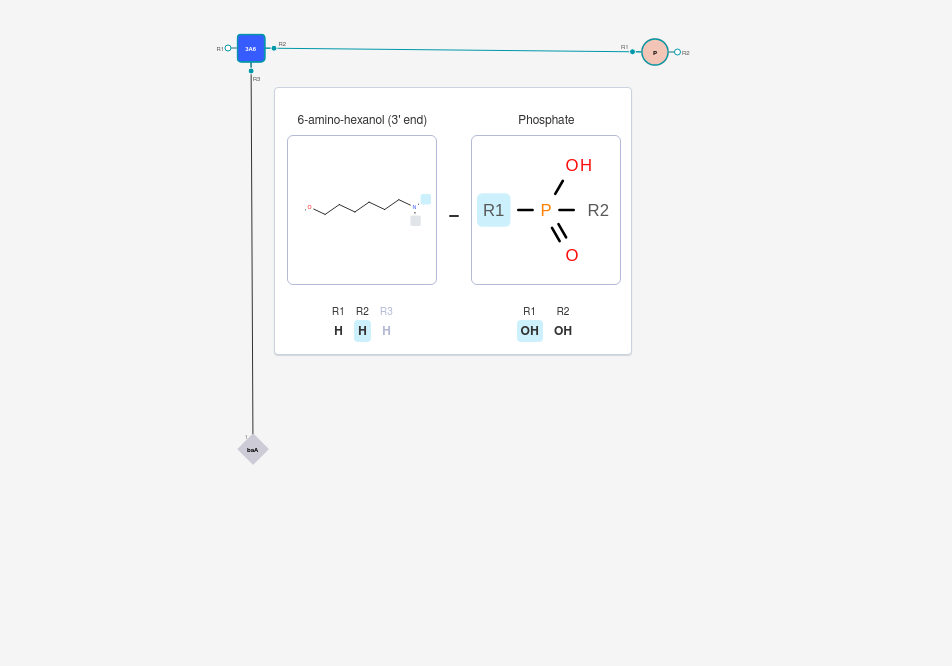 R1 3A6 R2 R1 P R2
R3
6-amino-hexanol (3' end) Phosphate
O N
OH
R1 P R2
O
R1 R2 R3 R1 R2
H H H OH OH
baA